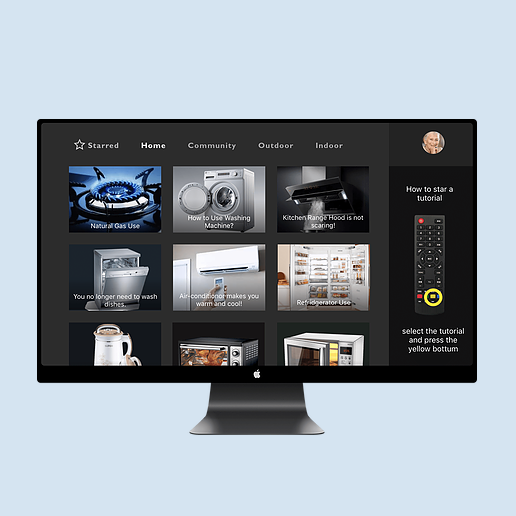 Starred Home Community Outdoor Indoor
Natural Gas Use
How to Use Washing
Machine?
Kitchen Range Hood is not
scaring!
You no longer need to wash
dishes.
Air-conditionor makes you
warm and cool!
Refridgerator Use
How to star a
tutorial
select the tutorial
and press the
yellow bottum